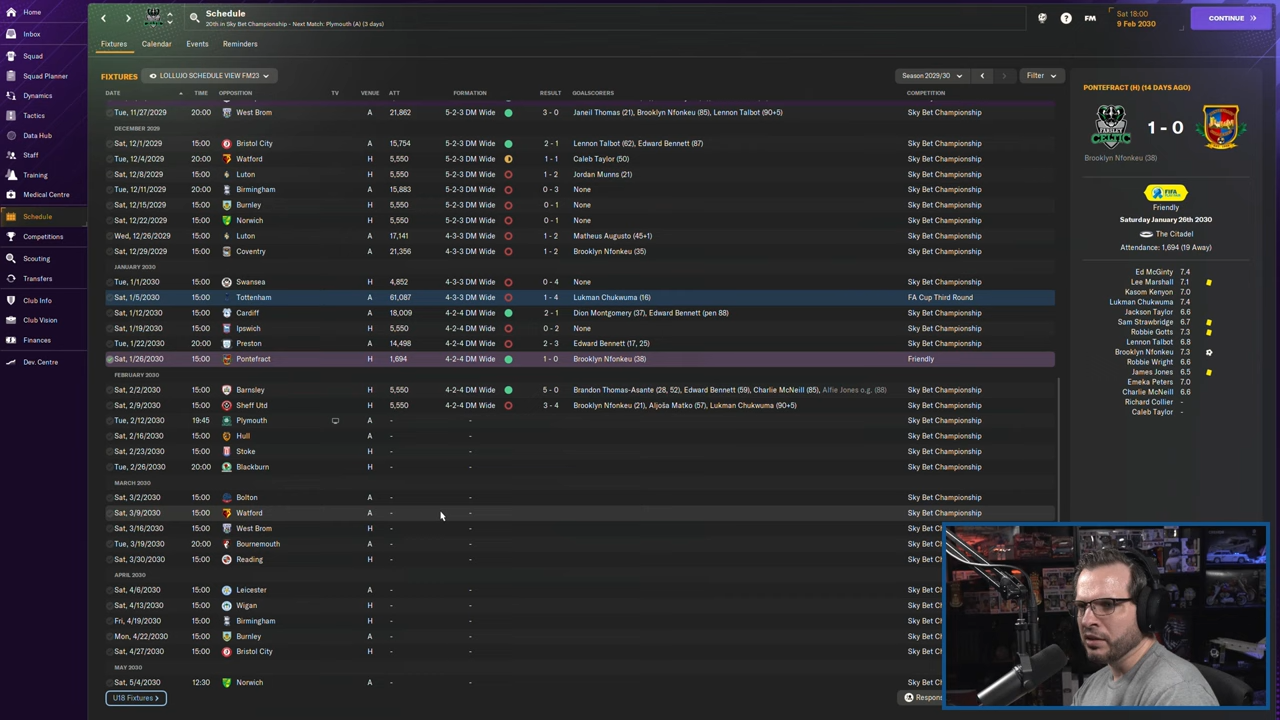 Home
Schedule
20th in Sky Bet Championship - Next Match: Plymouth (A) (3 days)
FM
Sat 18:00
9 Feb 2030
CONTINUE
Inbox
Squad
Squad Planner
Dynamics
Tactics
Data Hub
Staff
Training
Medical Centre
Schedule
Competitions
Scouting
Transfers
Club Info
Club Vision
Finances
Dev. Centre
Fixtures Calendar Events Reminders
FIXTURES LOLLUJO SCHEDULE VIEW FM23 Season 2029/30 Filter
DATE TIME OPPOSITION TV VENUE ATT FORMATION RESULT GOALSCORERS COMPETITION
Tue, 11/27/2029 20:00 West Brom A 21,862 5-2-3 DM Wide 3 - 0 Janeil Thomas (21), Brooklyn Nfonkeu (85), Lennon Talbot (90+5) Sky Bet Championship
DECEMBER 2029
Sat, 12/1/2029 15:00 Bristol City A 15,754 5-2-3 DM Wide 2 - 1 Lennon Talbot (62), Edward Bennett (87) Sky Bet Championship
Tue, 12/4/2029 20:00 Watford H 5,550 5-2-3 DM Wide 1 - 1 Caleb Taylor (50) Sky Bet Championship
Sat, 12/8/2029 15:00 Luton H 5,550 5-2-3 DM Wide 1 - 2 Jordan Munns (21) Sky Bet Championship
Tue, 12/11/2029 20:00 Birmingham A 15,883 5-2-3 DM Wide 0 - 3 None Sky Bet Championship
Sat, 12/15/2029 15:00 Burnley H 5,550 5-2-3 DM Wide 0 - 1 None Sky Bet Championship
Sat, 12/22/2029 15:00 Norwich H 5,550 5-2-3 DM Wide 0 - 1 None Sky Bet Championship
Wed, 12/26/2029 15:00 Luton A 17,141 4-3-3 DM Wide 1 - 2 Matheus Augusto (45+1) Sky Bet Championship
Sat, 12/29/2029 15:00 Coventry A 21,356 4-3-3 DM Wide 1 - 2 Brooklyn Nfonkeu (35) Sky Bet Championship
JANUARY 2030
Tue, 1/1/2030 15:00 Swansea H 4,852 4-3-3 DM Wide 0 - 4 None Sky Bet Championship
Sat, 1/5/2030 15:00 Tottenham A 61,087 4-3-3 DM Wide 1 - 4 Lukman Chukwuma (16) FA Cup Third Round
Sat, 1/12/2030 15:00 Cardiff A 18,009 4-2-4 DM Wide 2 - 1 Dion Montgomery (37), Edward Bennett (pen 88) Sky Bet Championship
Sat, 1/19/2030 15:00 Ipswich H 5,550 4-2-4 DM Wide 0 - 2 None Sky Bet Championship
Tue, 1/22/2030 15:00 Preston A 14,498 4-2-4 DM Wide 2 - 3 Edward Bennett (17, 25) Sky Bet Championship
Sat, 1/26/2030 15:00 Pontefract H 1,694 4-2-4 DM Wide 1 - 0 Brooklyn Nfonkeu (38) Friendly
FEBRUARY 2030
Sat, 2/2/2030 15:00 Barnsley H 5,550 4-2-4 DM Wide 5 - 0 Brandon Thomas-Asante (28, 52), Edward Bennett (59), Charlie McNeill (85), Alfie Jones o.g. (88) Sky Bet Championship
Sat, 2/9/2030 15:00 Sheff Utd H 5,550 4-2-4 DM Wide 3 - 4 Brooklyn Nfonkeu (21), Aljoša Matko (57), Lukman Chukwuma (90+5) Sky Bet Championship
Tue, 2/12/2030 19:45 Plymouth A - - Sky Bet Championship
Sat, 2/16/2030 15:00 Hull A - - Sky Bet Championship
Sat, 2/23/2030 15:00 Stoke H - - Sky Bet Championship
Tue, 2/26/2030 20:00 Blackburn H - - Sky Bet Championship
MARCH 2030
Sat, 3/2/2030 15:00 Bolton A - - Sky Bet Championship
Sat, 3/9/2030 15:00 Watford A - - Sky Bet Championship
Sat, 3/16/2030 15:00 West Brom H - - Sky Bet Ch
Tue, 3/19/2030 20:00 Bournemouth A - - Sky Bet Ch
Sat, 3/30/2030 15:00 Reading H - - Sky Bet Ch
APRIL 2030
Sat, 4/6/2030 15:00 Leicester A - - Sky Bet Ch
Sat, 4/13/2030 15:00 Wigan H - - Sky Bet Ch
Fri, 4/19/2030 15:00 Birmingham H - - Sky Bet Ch
Mon, 4/22/2030 15:00 Burnley A - - Sky Bet Ch
Sat, 4/27/2030 15:00 Bristol City H - - Sky Bet Ch
MAY 2030
Sat, 5/4/2030 12:30 Norwich A - - Sky Bet Ch
U18 Fixtures >
Respon
PONTEFRACT (H) (14 DAYS AGO)
FARSLEY CELTIC
1 - 0
Brooklyn Nfonkeu (38)
FIFA
Friendly
Saturday January 26th 2030
The Citadel
Attendance: 1,694 (19 Away)
Ed McGinty 7.4
Lee Marshall 7.1
Kasom Kenyon 7.0
Lukman Chukwuma 7.4
Jackson Taylor 6.6
Sam Strawbridge 6.7
Robbie Gotts 7.3
Lennon Talbot 6.8
Brooklyn Nfonkeu 7.3
Robbie Wright 6.6
James Jones 6.5
Emeka Peters 7.0
Charlie McNeill 6.6
Richard Collier -
Caleb Taylor -